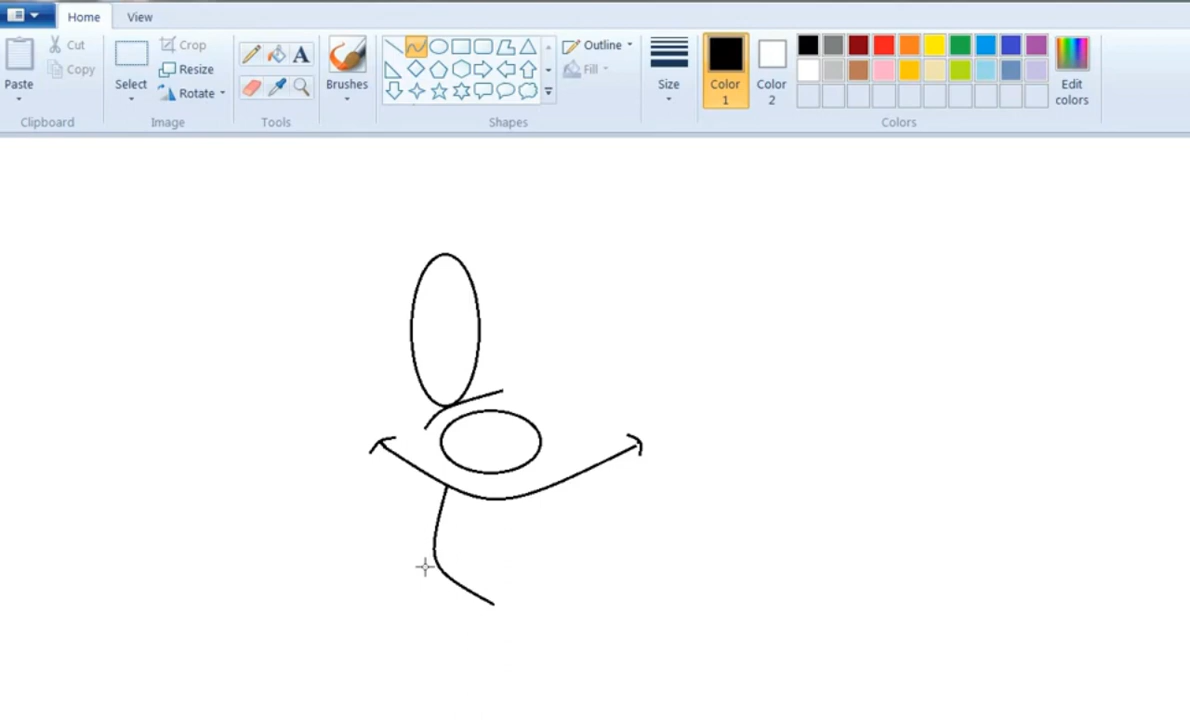 Home View
Paste Cut Copy
Select Crop Resize Rotate
A
Brushes
Outline Fill
Size
Color 1 Color 2
Edit colors
Clipboard Image Tools Shapes Colors